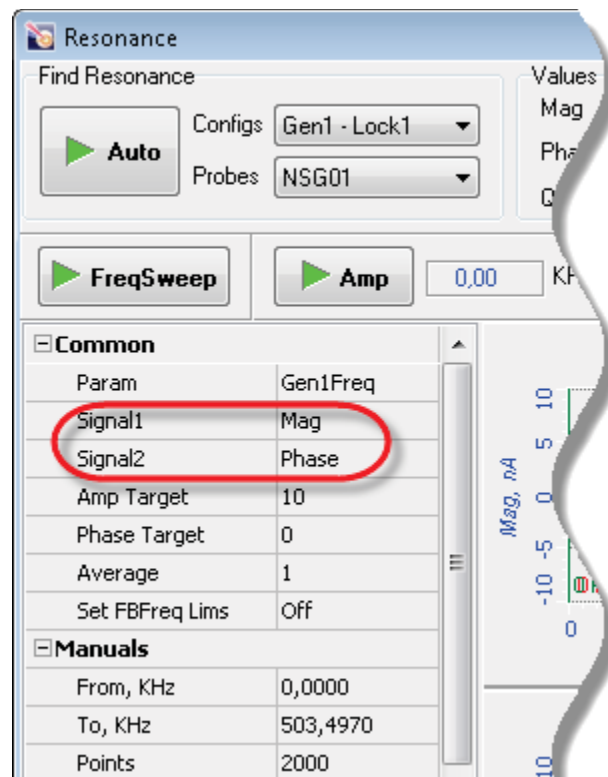 Resonance
Find Resonance
Values
Auto
Configs Gen1 - Lock1
Mag
Probes NSG01
FreqSweep
Amp
0,00
Common
Param Gen1Freq
Signal1 Mag
Signal2 Phase
Amp Target 10
Phase Target 0
Average 1
Set FBFreq Lims Off
Manuals
From, KHz 0,0000
To, KHz 503,4970
Points 2000
Mag, nA
10
5
0
-5
-10
0
10